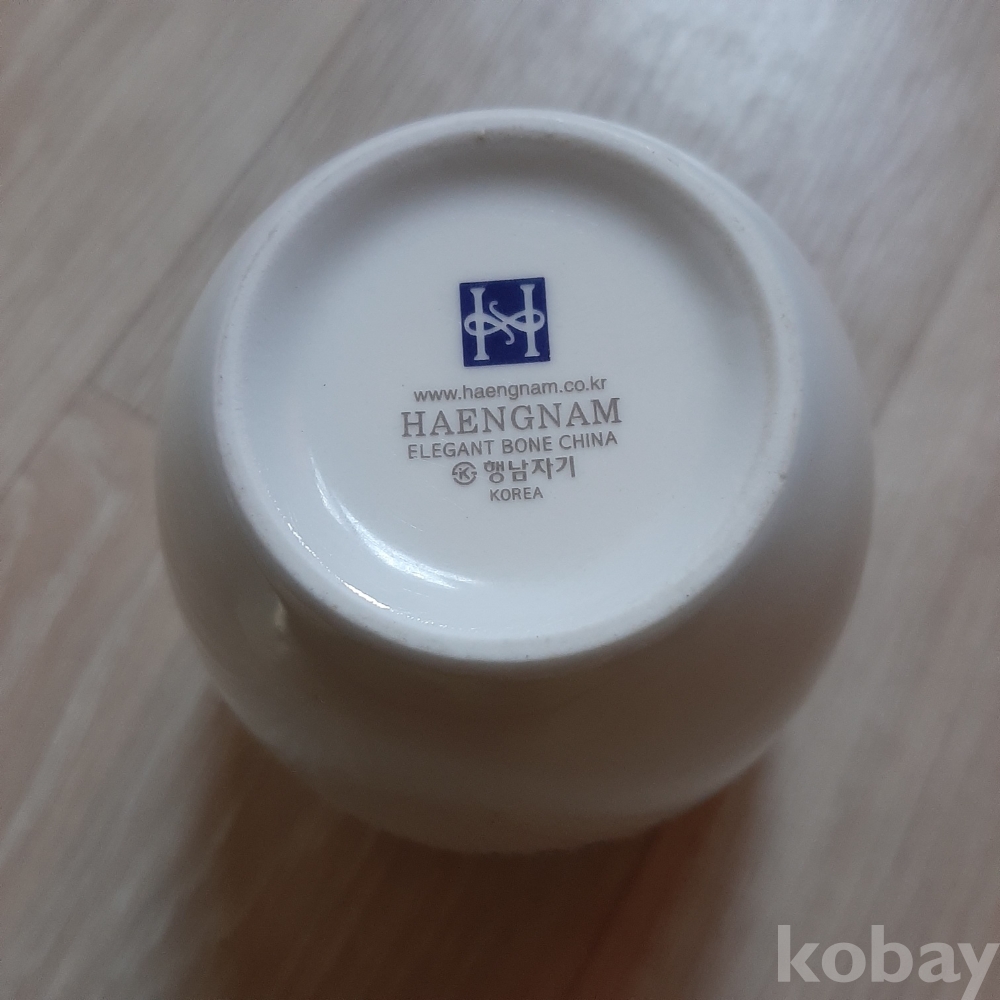 H
www.haengnam.co.kr
HAENGNAM
ELEGANT BONE CHINA
행남자기
KOREA
kobay